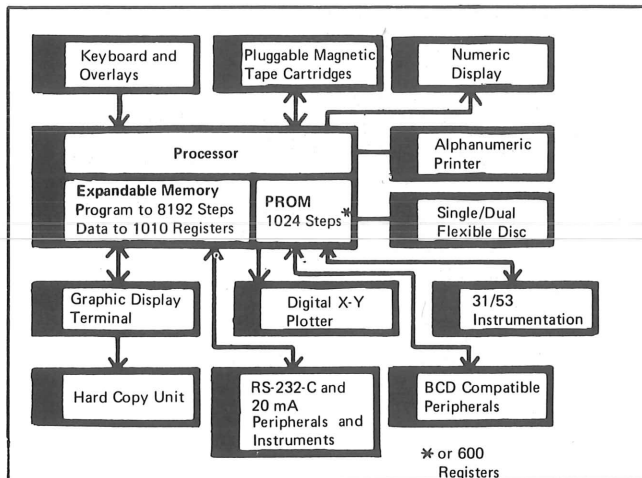 Keyboard and
Overlays
Pluggable Magnetic
Tape Cartridges
Numeric
Display
Processor
Alphanumeric
Printer
Expandable Memory
Program to 8192 Steps
Data to 1010 Registers
PROM
1024 Steps*
Single/Dual
Flexible Disc
Graphic Display
Terminal
Digital X-Y
Plotter
31/53
Instrumentation
Hard Copy Unit
RS-232-C and
20 mA
Peripherals and
Instruments
BCD Compatible
Peripherals
* or 600
Registers